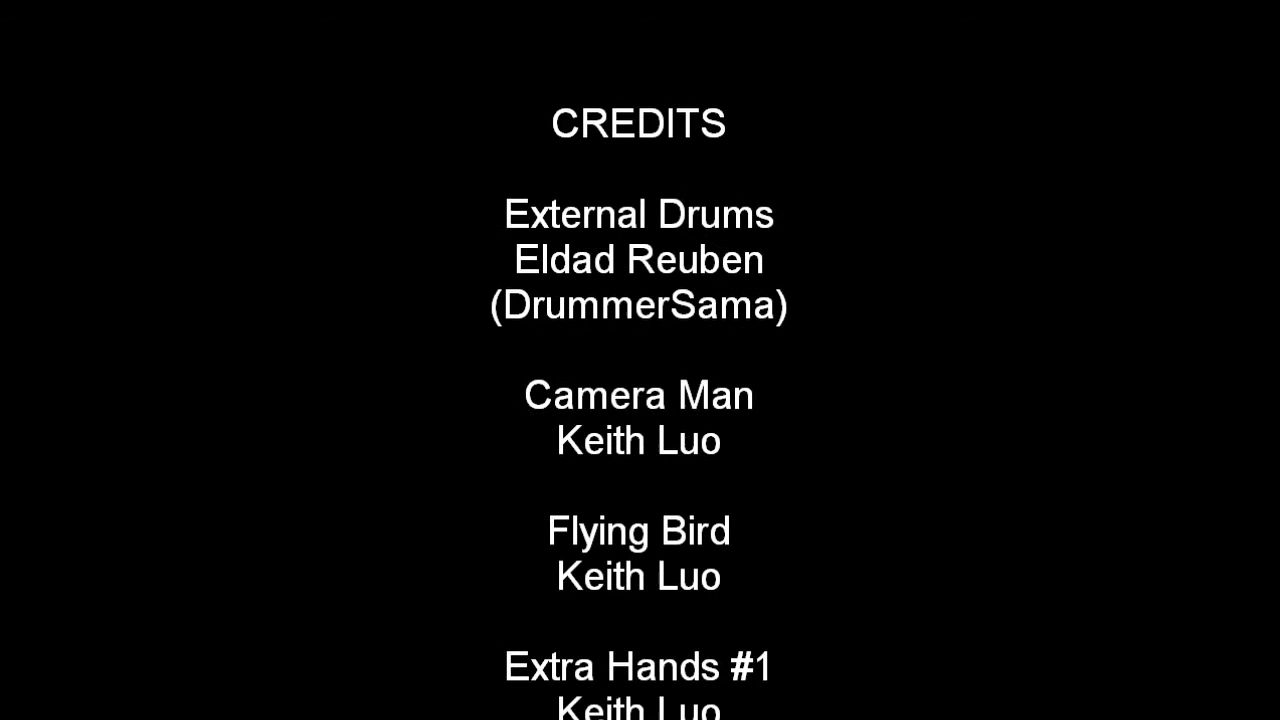 CREDITS
External Drums
Eldad Reuben
(DrummerSama)
Camera Man
Keith Luo
Flying Bird
Keith Luo
Extra Hands #1
Keith Luo